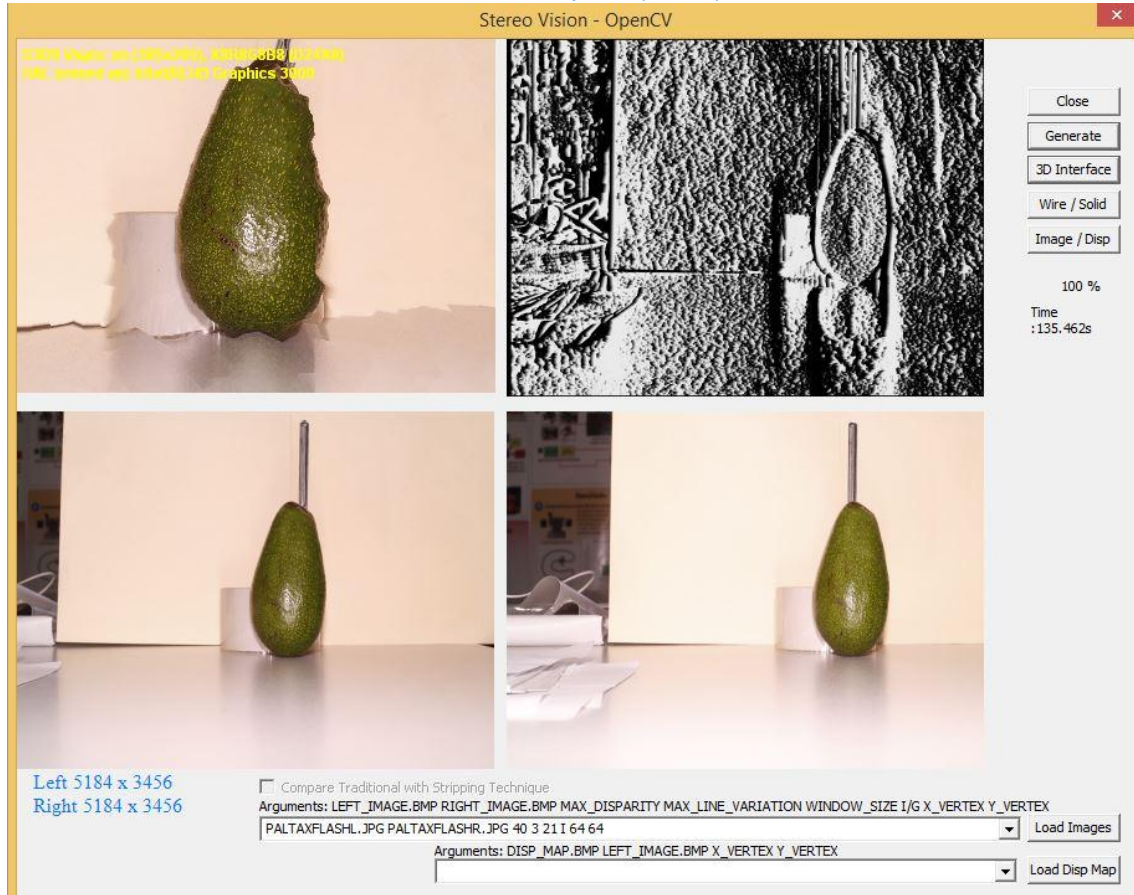 Stereo Vision - OpenCV
Graphics 3000
Close
Generate
3D Interface
Wire / Solid
Image / Disp
100 %
Time
:135.462s
Left 5184 x 3456
Right 5184 x 3456
Compare Traditional with Stripping Technique
Arguments: LEFT_IMAGE.BMP RIGHT_IMAGE.BMP MAX_DISPARITY MAX_LINE_VARIATION WINDOW_SIZE I/G X_VERTEX Y_VERTEX
PALTAXFLASHL.JPG PALTAXFLASHR.JPG 40 3 21 I 64 64
Load Images
Arguments: DISP_MAP.BMP LEFT_IMAGE.BMP X_VERTEX Y_VERTEX
Load Disp Map